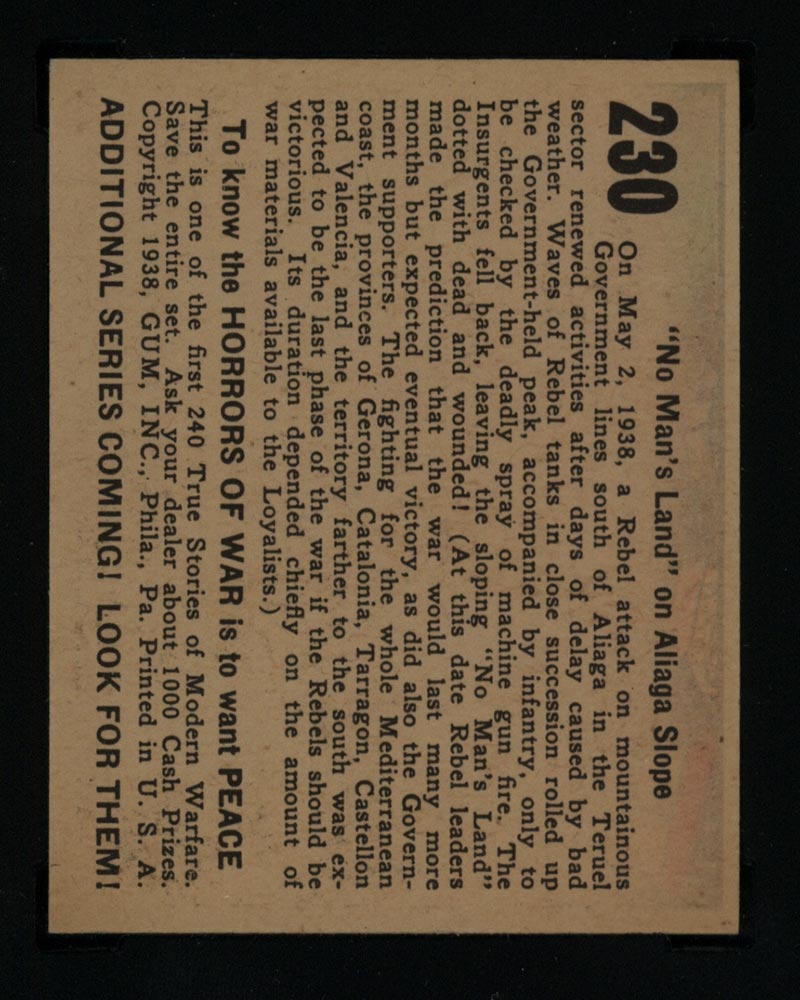 "No Man's Land" on Aliaga Slope
230
On May 2, 1938, a Rebel attack on mountainous
Government lines south of Aliaga in the Teruel
sector renewed activities after days of delay caused by bad
weather. Waves of Rebel tanks in close succession rolled up
the Government-held peak, accompanied by infantry, only to
be checked by the deadly spray of machine gun fire. The
Insurgents fell back, leaving the sloping "No Man's Land"
dotted with dead and wounded! (At this date Rebel leaders
made the prediction that the war would last many more
months but expected eventual victory, as did also the Govern-
ment supporters. The fighting for the whole Mediterranean
coast, the provinces of Gerona, Catalonia, Tarragon, Castellon
and Valencia, and the territory farther to the south was ex-
pected to be the last phase of the war if the Rebels should be
victorious. Its duration depended chiefly on the amount of
war materials available to the Loyalists.)
To know the HORRORS OF WAR is to want PEACE
This is one of the first 240 True Stories of Modern Warfare.
Save the entire set. Ask your dealer about 1000 Cash Prizes.
Copyright 1938, GUM, INC., Phila., Pa. Printed in U. S. A.
ADDITIONAL SERIES COMING! LOOK FOR THEM!